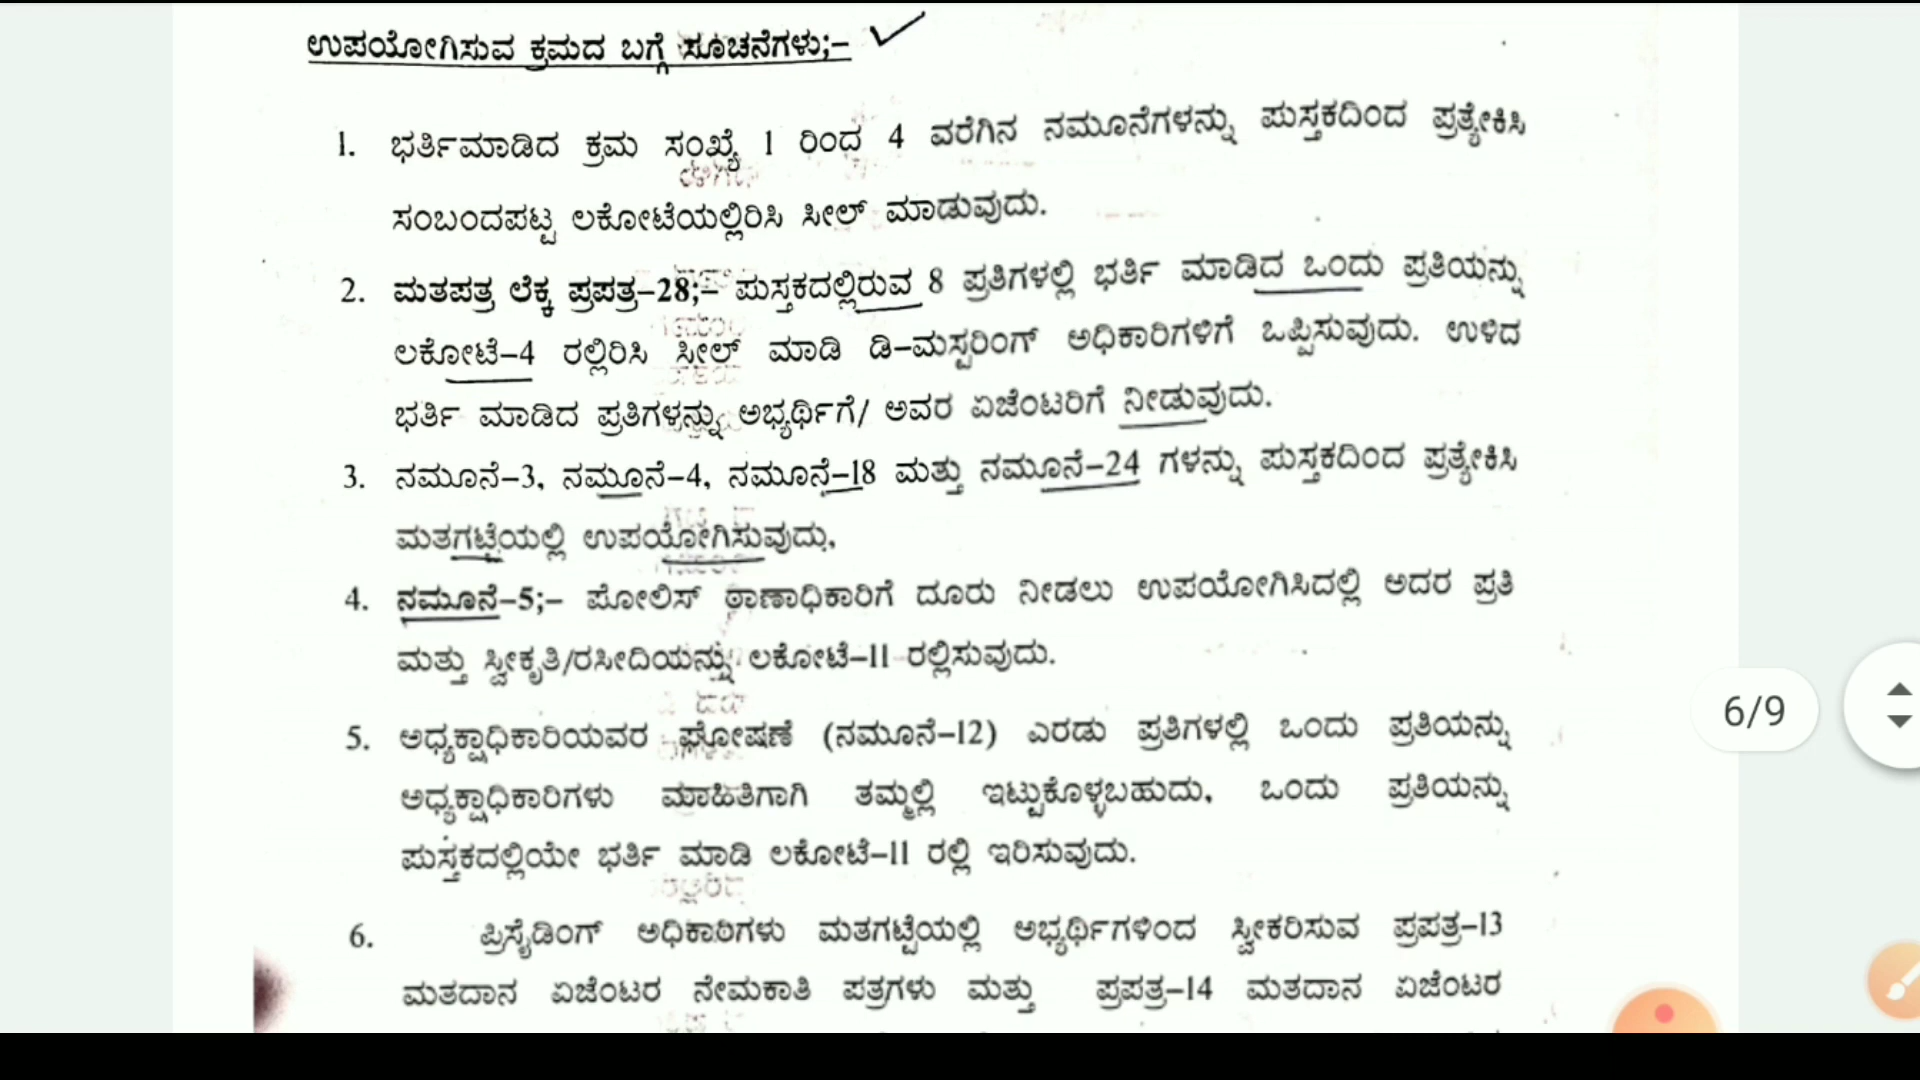 ಉಪಯೋಗಿಸುವ ಕ್ರಮದ ಬಗ್ಗೆ ಸೂಚನೆಗಳು;–
1. ಭರ್ತಿಮಾಡಿದ ಕ್ರಮ ಸಂಖ್ಯೆ 1 ರಿಂದ 4 ವರೆಗಿನ ನಮೂನೆಗಳನ್ನು ಪುಸ್ತಕದಿಂದ ಪ್ರತ್ಯೇಕಿಸಿ
ಸಂಬಂದಪಟ್ಟ ಲಕೋಟೆಯಲ್ಲಿರಿಸಿ ಸೀಲ್ ಮಾಡುವುದು.
2. ಮತಪತ್ರ ಲೆಕ್ಕ ಪ್ರಪತ್ರ–28;– ಪುಸ್ತಕದಲ್ಲಿರುವ 8 ಪ್ರತಿಗಳಲ್ಲಿ ಭರ್ತಿ ಮಾಡಿದ ಒಂದು ಪ್ರತಿಯನ್ನು
ಲಕೋಟೆ–4 ರಲ್ಲಿರಿಸಿ ಸೀಲ್ ಮಾಡಿ ಡಿ–ಮಸ್ಟರಿಂಗ್ ಅಧಿಕಾರಿಗಳಿಗೆ ಒಪ್ಪಿಸುವುದು. ಉಳಿದ
ಭರ್ತಿ ಮಾಡಿದ ಪ್ರತಿಗಳನ್ನು ಅಭ್ಯರ್ಥಿಗೆ/ ಅವರ ಏಜೆಂಟರಿಗೆ ನೀಡುವುದು.
3. ನಮೂನೆ–3, ನಮೂನೆ–4, ನಮೂನೆ–18 ಮತ್ತು ನಮೂನೆ–24 ಗಳನ್ನು ಪುಸ್ತಕದಿಂದ ಪ್ರತ್ಯೇಕಿಸಿ
ಮತಗಟ್ಟೆಯಲ್ಲಿ ಉಪಯೋಗಿಸುವುದು.
4. ನಮೂನೆ–5;– ಪೋಲಿಸ್ ಠಾಣಾಧಿಕಾರಿಗೆ ದೂರು ನೀಡಲು ಉಪಯೋಗಿಸಿದಲ್ಲಿ ಅದರ ಪ್ರತಿ
ಮತ್ತು ಸ್ವೀಕೃತಿ/ರಸೀದಿಯನ್ನು ಲಕೋಟೆ–11 ರಲ್ಲಿಸುವುದು.
5. ಅಧ್ಯಕ್ಷಾಧಿಕಾರಿಯವರ ಘೋಷಣೆ (ನಮೂನೆ–12) ಎರಡು ಪ್ರತಿಗಳಲ್ಲಿ ಒಂದು ಪ್ರತಿಯನ್ನು
ಅಧ್ಯಕ್ಷಾಧಿಕಾರಿಗಳು ಮಾಹಿತಿಗಾಗಿ ತಮ್ಮಲ್ಲಿ ಇಟ್ಟುಕೊಳ್ಳಬಹುದು, ಒಂದು ಪ್ರತಿಯನ್ನು
ಪುಸ್ತಕದಲ್ಲಿಯೇ ಭರ್ತಿ ಮಾಡಿ ಲಕೋಟೆ–11 ರಲ್ಲಿ ಇರಿಸುವುದು.
6. ಪ್ರಿಸೈಡಿಂಗ್ ಅಧಿಕಾರಿಗಳು ಮತಗಟ್ಟೆಯಲ್ಲಿ ಅಭ್ಯರ್ಥಿಗಳಿಂದ ಸ್ವೀಕರಿಸುವ ಪ್ರಪತ್ರ–13
ಮತದಾನ ಏಜೆಂಟರ ನೇಮಕಾತಿ ಪತ್ರಗಳು ಮತ್ತು ಪ್ರಪತ್ರ–14 ಮತದಾನ ಏಜೆಂಟರ
6/9